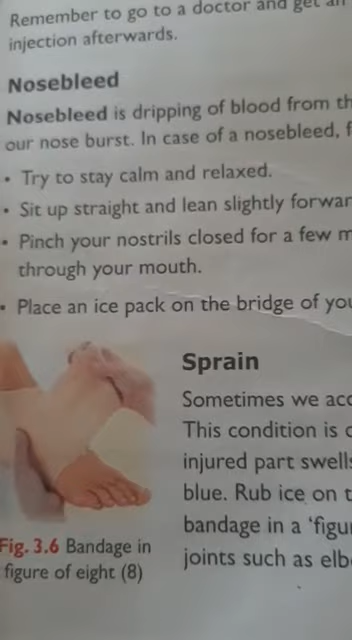 Remember to go to a doctor and get an
injection afterwards.
Nosebleed
Nosebleed is dripping of blood from th
our nose burst. In case of a nosebleed, f
• Try to stay calm and relaxed.
• Sit up straight and lean slightly forwar
• Pinch your nostrils closed for a few m
through your mouth.
• Place an ice pack on the bridge of you
Sprain
Sometimes we acc
This condition is c
injured part swells
blue. Rub ice on t
bandage in a ‘figu
joints such as elb
Fig. 3.6 Bandage in
figure of eight (8)